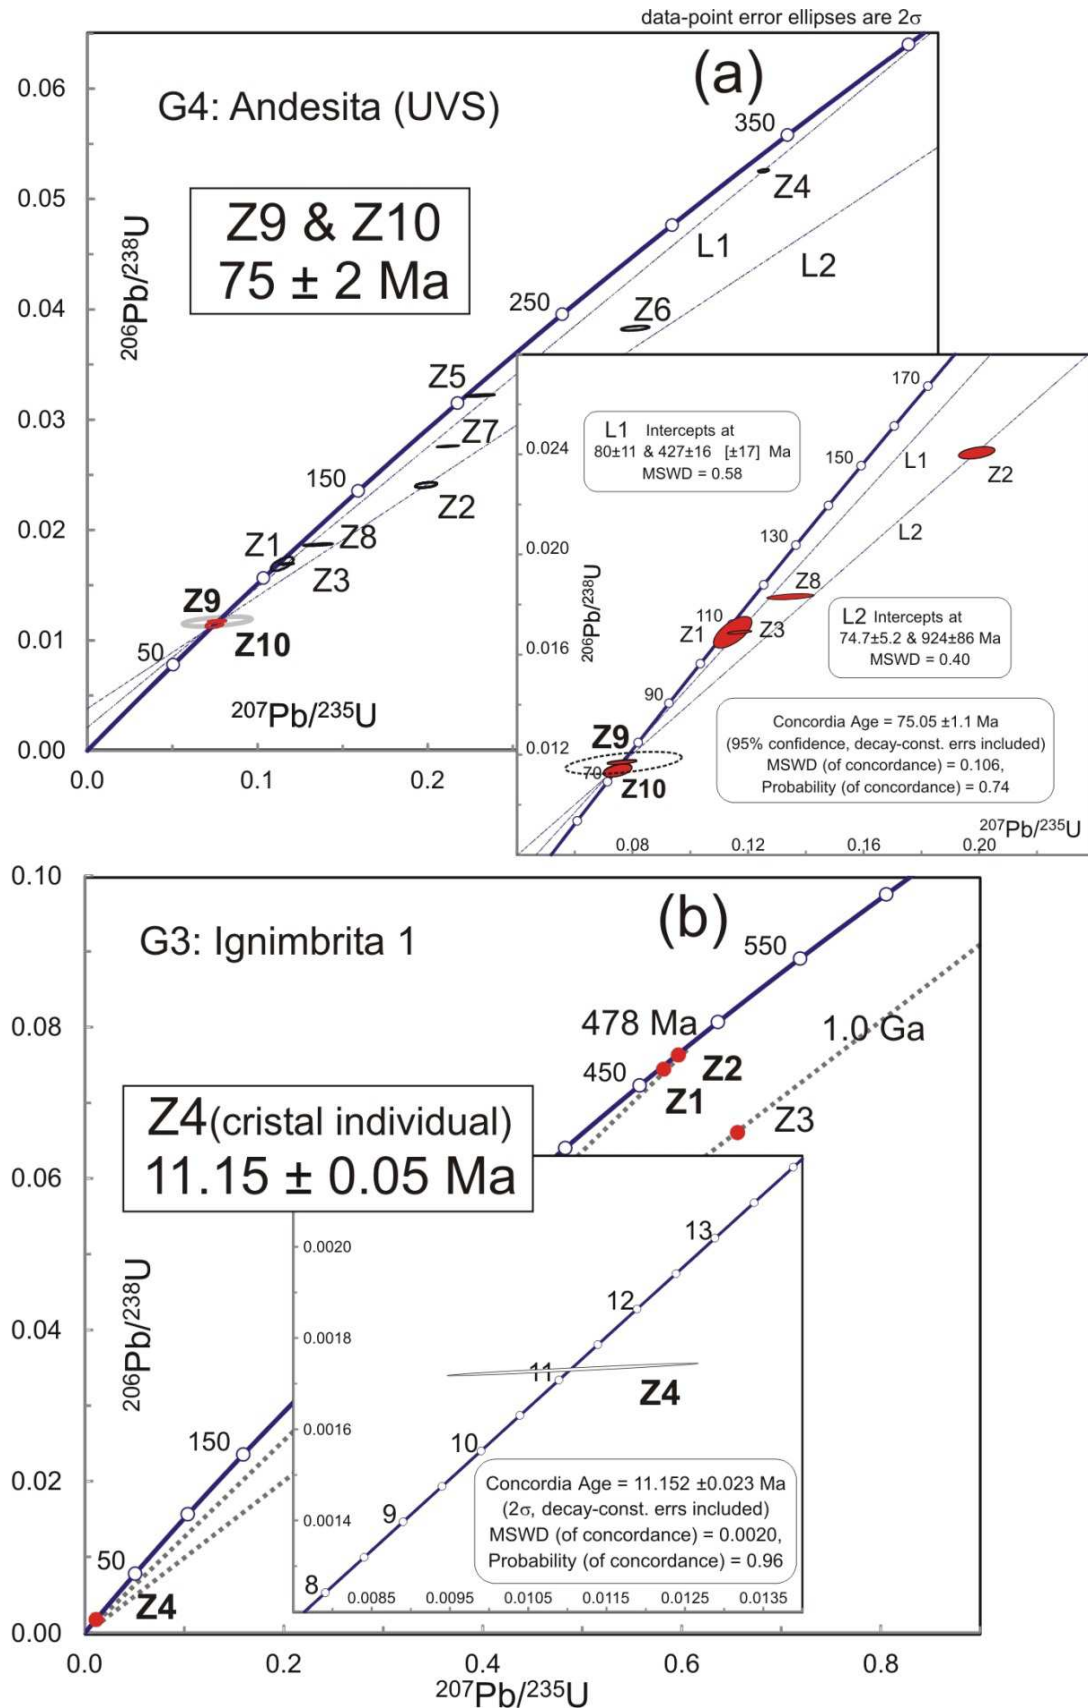 data-point error ellipses are 2σ
(a)
G4: Andesita (UVS)
Z9 & Z10
75 ± 2 Ma
206Pb/238U
0.06
0.05
0.04
0.03
0.02
0.01
0.00
350
250
150
50
Z4
L1
L2
Z6
Z5
Z7
Z2
Z1
Z8
Z3
Z9
Z10
207Pb/235U
0.1
0.2
170
150
130
110
90
70
L1 Intercepts at
80±11 & 427±16 [±17] Ma
MSWD = 0.58
L1
Z2
L2
Z8
Z1
Z3
0.024
0.020
0.016
0.012
206Pb/238U
L2 Intercepts at
74.7±5.2 & 924±86 Ma
MSWD = 0.40
Z9
Z10
Concordia Age = 75.05 ±1.1 Ma
(95% confidence, decay-const. errs included)
MSWD (of concordance) = 0.106,
Probability (of concordance) = 0.74
207Pb/235U
0.08
0.12
0.16
0.20
(b)
G3: Ignimbrita 1
0.10
0.08
0.06
0.04
0.02
0.00
550
478 Ma
450
Z2
Z1
1.0 Ga
Z3
Z4(cristal individual)
11.15 ± 0.05 Ma
206Pb/238U
150
50
Z4
0.0020
0.0018
0.0016
0.0014
13
12
11
10
9
8
Z4
Concordia Age = 11.152 ±0.023 Ma
(2σ, decay-const. errs included)
MSWD (of concordance) = 0.0020,
Probability (of concordance) = 0.96
0.0085
0.0095
0.0105
0.0115
0.0125
0.0135
0.0
0.2
0.4
0.6
0.8
207Pb/235U